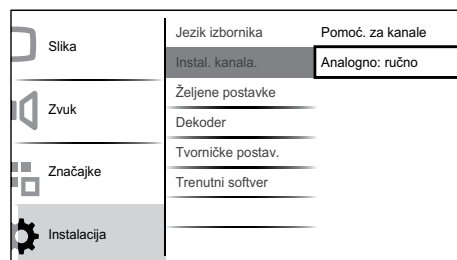 Slika
Zvuk
Značajke
Instalacija
Jezik izbornika
Instal. kanala.
Željene postavke
Dekoder
Tvorničke postav.
Trenutni softver
Pomoć. za kanale
Analogno: ručno